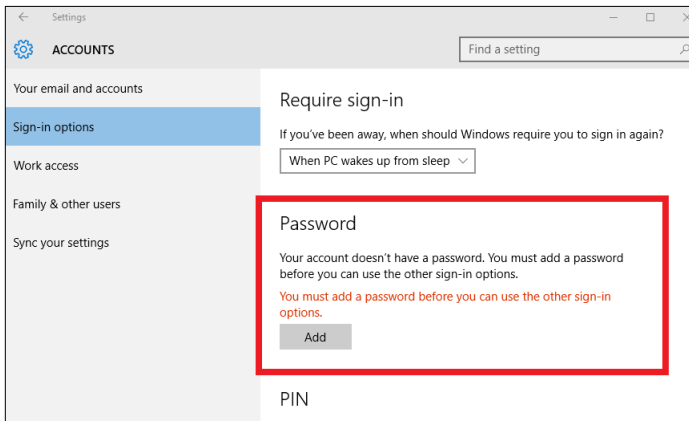 Settings
ACCOUNTS
Find a setting
Your email and accounts
Sign-in options
Work access
Family & other users
Sync your settings
Require sign-in
If you've been away, when should Windows require you to sign in again?
When PC wakes up from sleep
Password
Your account doesn't have a password. You must add a password
before you can use the other sign-in options.
You must add a password before you can use the other sign-in
options.
Add
PIN